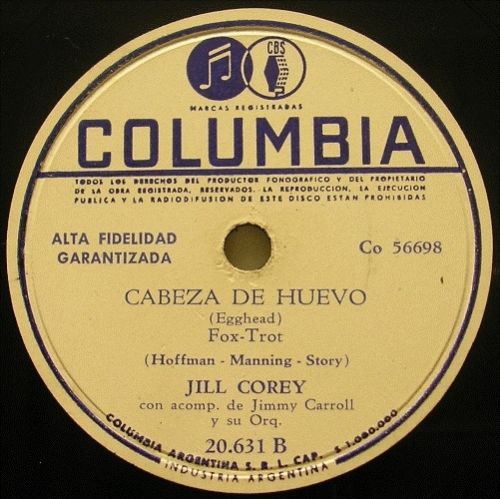 CBS
MARCAS REGISTRADAS
COLUMBIA
TODOS LOS DERECHOS DEL PRODUCTOR FONOGRAFICO Y DEL PROPIETARIO
DE LA OBRA REGISTRADA, RESERVADOS. LA REPRODUCCION, LA EJECUCION
PUBLICA Y LA RADIODIFUSION DE ESTE DISCO ESTAN PROHIBIDAS
ALTA FIDELIDAD
GARANTIZADA
Co 56698
CABEZA DE HUEVO
(Egghead)
Fox-Trot
(Hoffman - Manning - Story)
JILL COREY
con acomp. de Jimmy Carroll
y su Orq.
20.631 B
COLUMBIA ARGENTINA S. R. L. CAP. $ 1.000.000
INDUSTRIA ARGENTINA